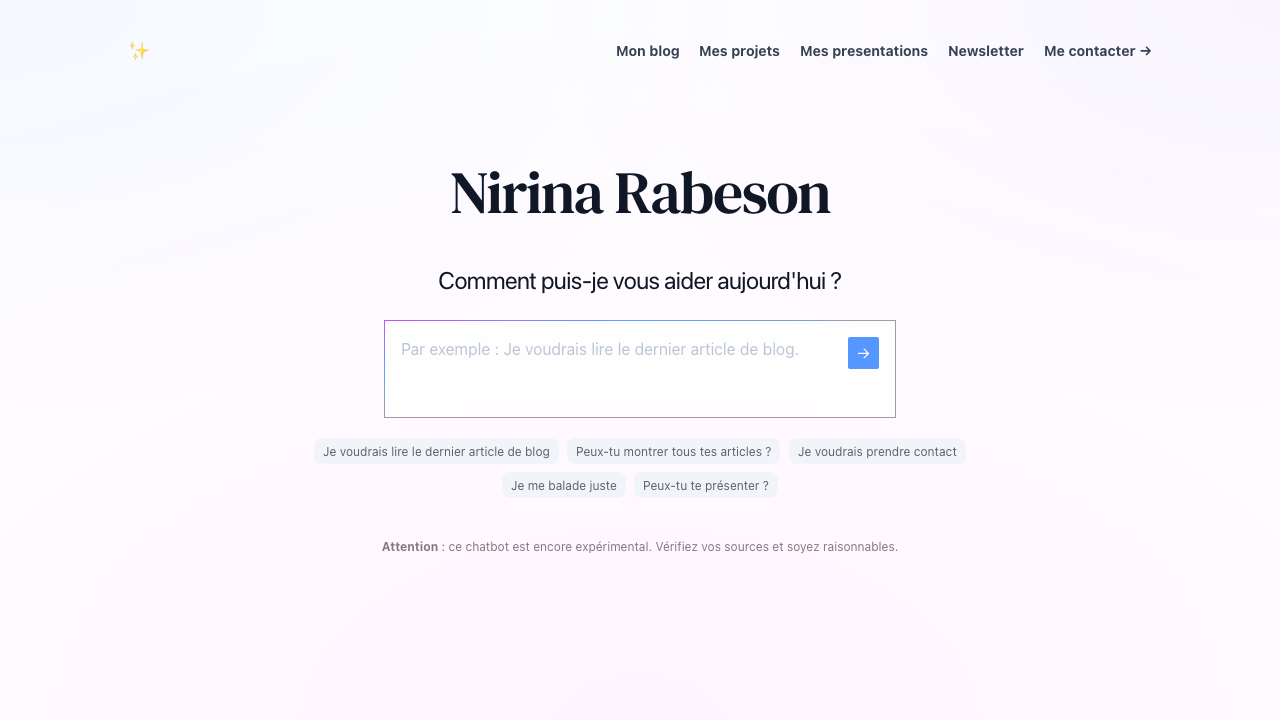 Mon blog Mes projets Mes presentations Newsletter Me contacter →
Nirina Rabeson
Comment puis-je vous aider aujourd'hui ?
Par exemple : Je voudrais lire le dernier article de blog.
→
Je voudrais lire le dernier article de blog Peux-tu montrer tous tes articles ? Je voudrais prendre contact
Je me balade juste Peux-tu te présenter ?
Attention : ce chatbot est encore expérimental. Vérifiez vos sources et soyez raisonnables.